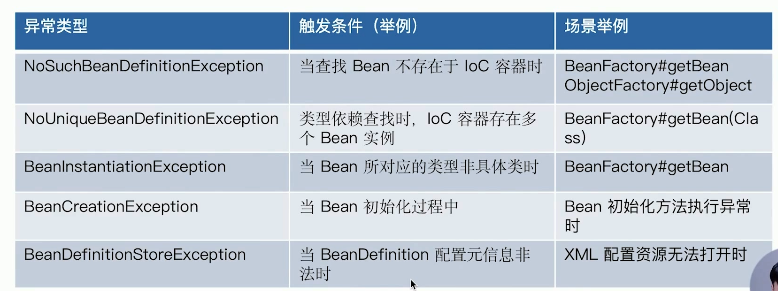 异常类型 触发条件（举例） 场景举例
NoSuchBeanDefinitionException 当查找 Bean 不存在于 IoC 容器时 BeanFactory#getBean
ObjectFactory#getObject
NoUniqueBeanDefinitionException 类型依赖查找时，IoC 容器存在多 BeanFactory#getBean(Cla
个 Bean 实例 ss)
BeanInstantiationException 当 Bean 所对应的类型非具体类时 BeanFactory#getBean
BeanCreationException 当 Bean 初始化过程中 Bean 初始化方法执行异常
时
BeanDefinitionStoreException 当 BeanDefinition 配置元信息非 XML 配置资源无法打开时
法时